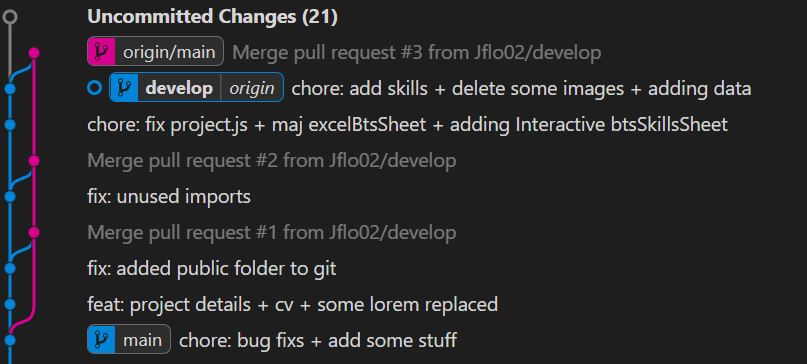 Uncommitted Changes (21)
origin/main Merge pull request #3 from Jflo02/develop
develop origin chore: add skills + delete some images + adding data
chore: fix project.js + maj excelBtsSheet + adding Interactive btsSkillsSheet
Merge pull request #2 from Jflo02/develop
fix: unused imports
Merge pull request #1 from Jflo02/develop
fix: added public folder to git
feat: project details + cv + some lorem replaced
main chore: bug fixs + add some stuff